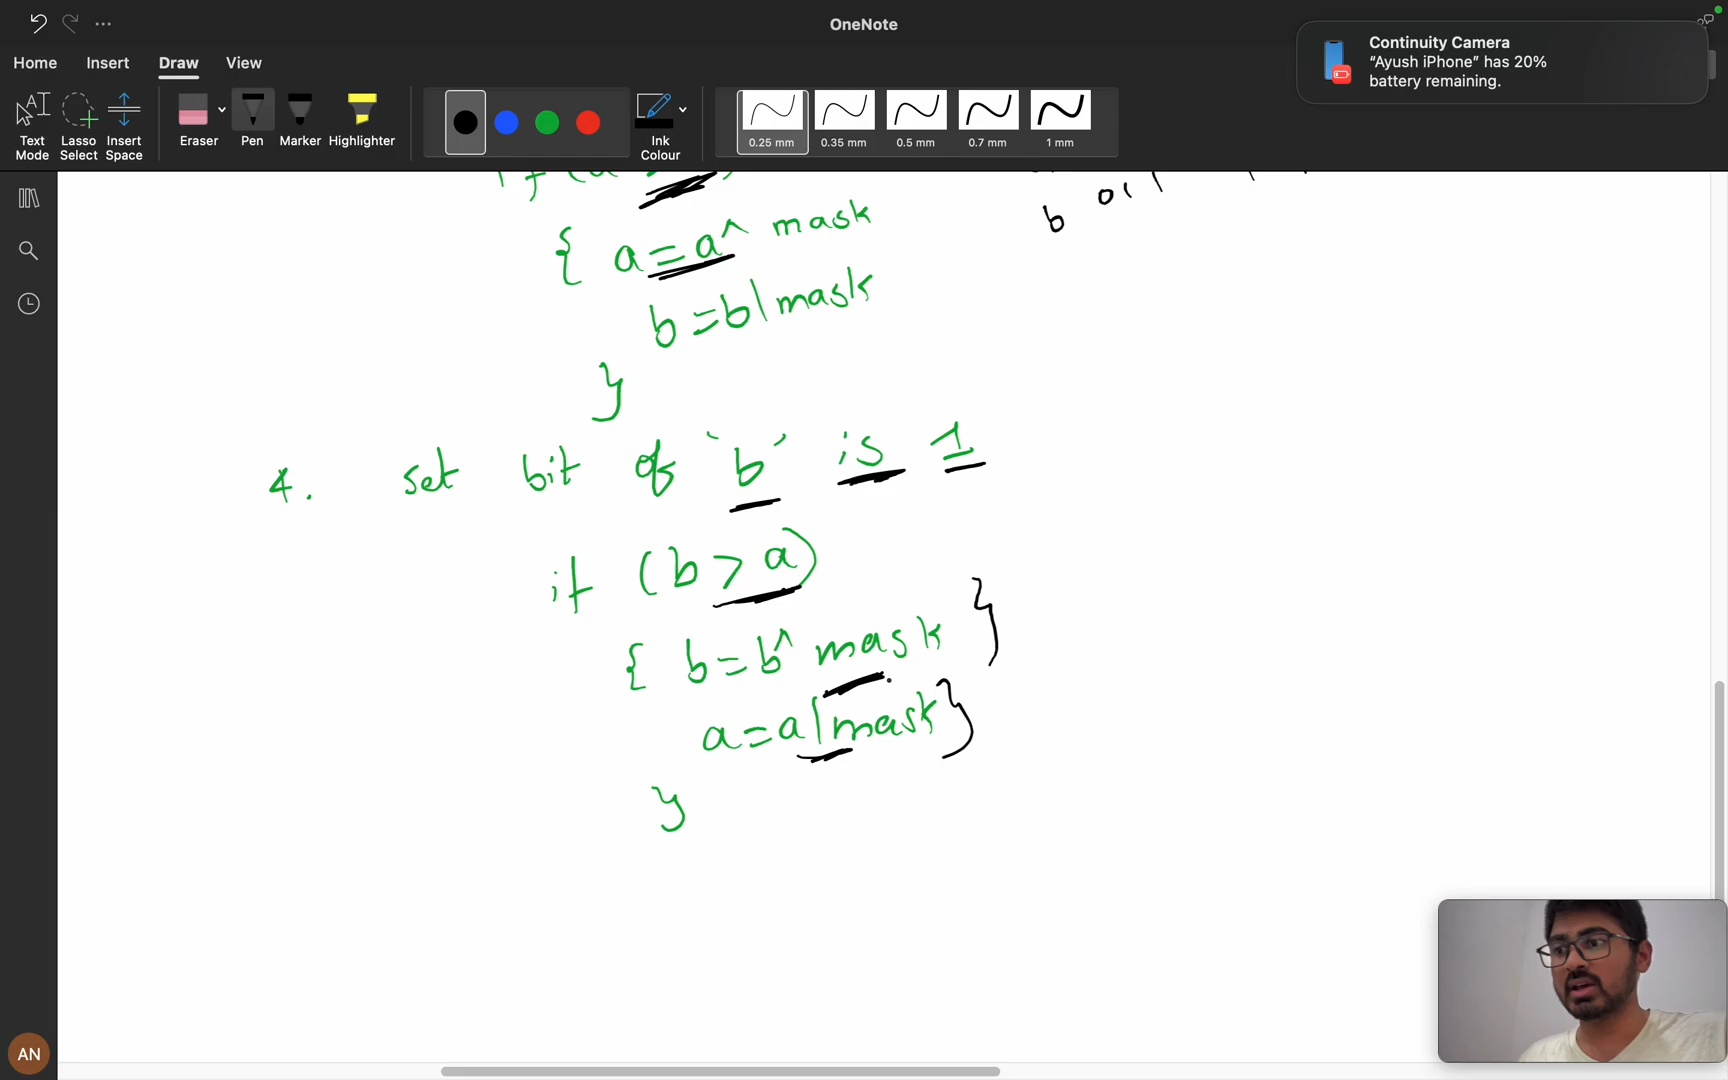 OneNote
Continuity Camera
“Ayush iPhone” has 20%
battery remaining.
Home Insert Draw View
Text Mode
Lasso Select
Insert Space
Eraser
Pen
Marker
Highlighter
Ink Colour
0.25 mm
0.35 mm
0.5 mm
0.7 mm
1 mm
b
{ a=a^ mask
b=b|mask
}
4. set bit of 'b' is 1
if (b>a)
{ b=b^ mask }
a=a|mask}
}
AN